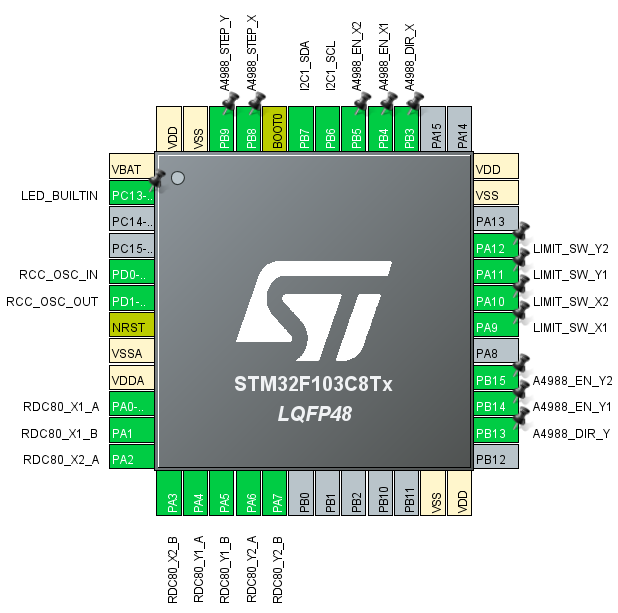 A4988_STEP_Y
A4988_STEP_X
I2C1_SDA
I2C1_SCL
A4988_EN_X2
A4988_EN_X1
A4988_DIR_X
VDD
VSS
PB9
PB8
BOOT0
PB7
PB6
PB5
PB4
PB3
PA15
PA14
VBAT
LED_BUILTIN PC13-..
PC14-..
PC15-..
RCC_OSC_IN PD0-..
RCC_OSC_OUT PD1-..
NRST
VSSA
VDDA
RDC80_X1_A PA0-..
RDC80_X1_B PA1
RDC80_X2_A PA2
ST
STM32F103C8Tx
LQFP48
VDD
VSS
PA13
PA12 LIMIT_SW_Y2
PA11 LIMIT_SW_Y1
PA10 LIMIT_SW_X2
PA9 LIMIT_SW_X1
PA8
PB15 A4988_EN_Y2
PB14 A4988_EN_Y1
PB13 A4988_DIR_Y
PB12
PA3
PA4
PA5
PA6
PA7
PB0
PB1
PB2
PB10
PB11
VSS
VDD
RDC80_X2_B
RDC80_Y1_A
RDC80_Y1_B
RDC80_Y2_A
RDC80_Y2_B